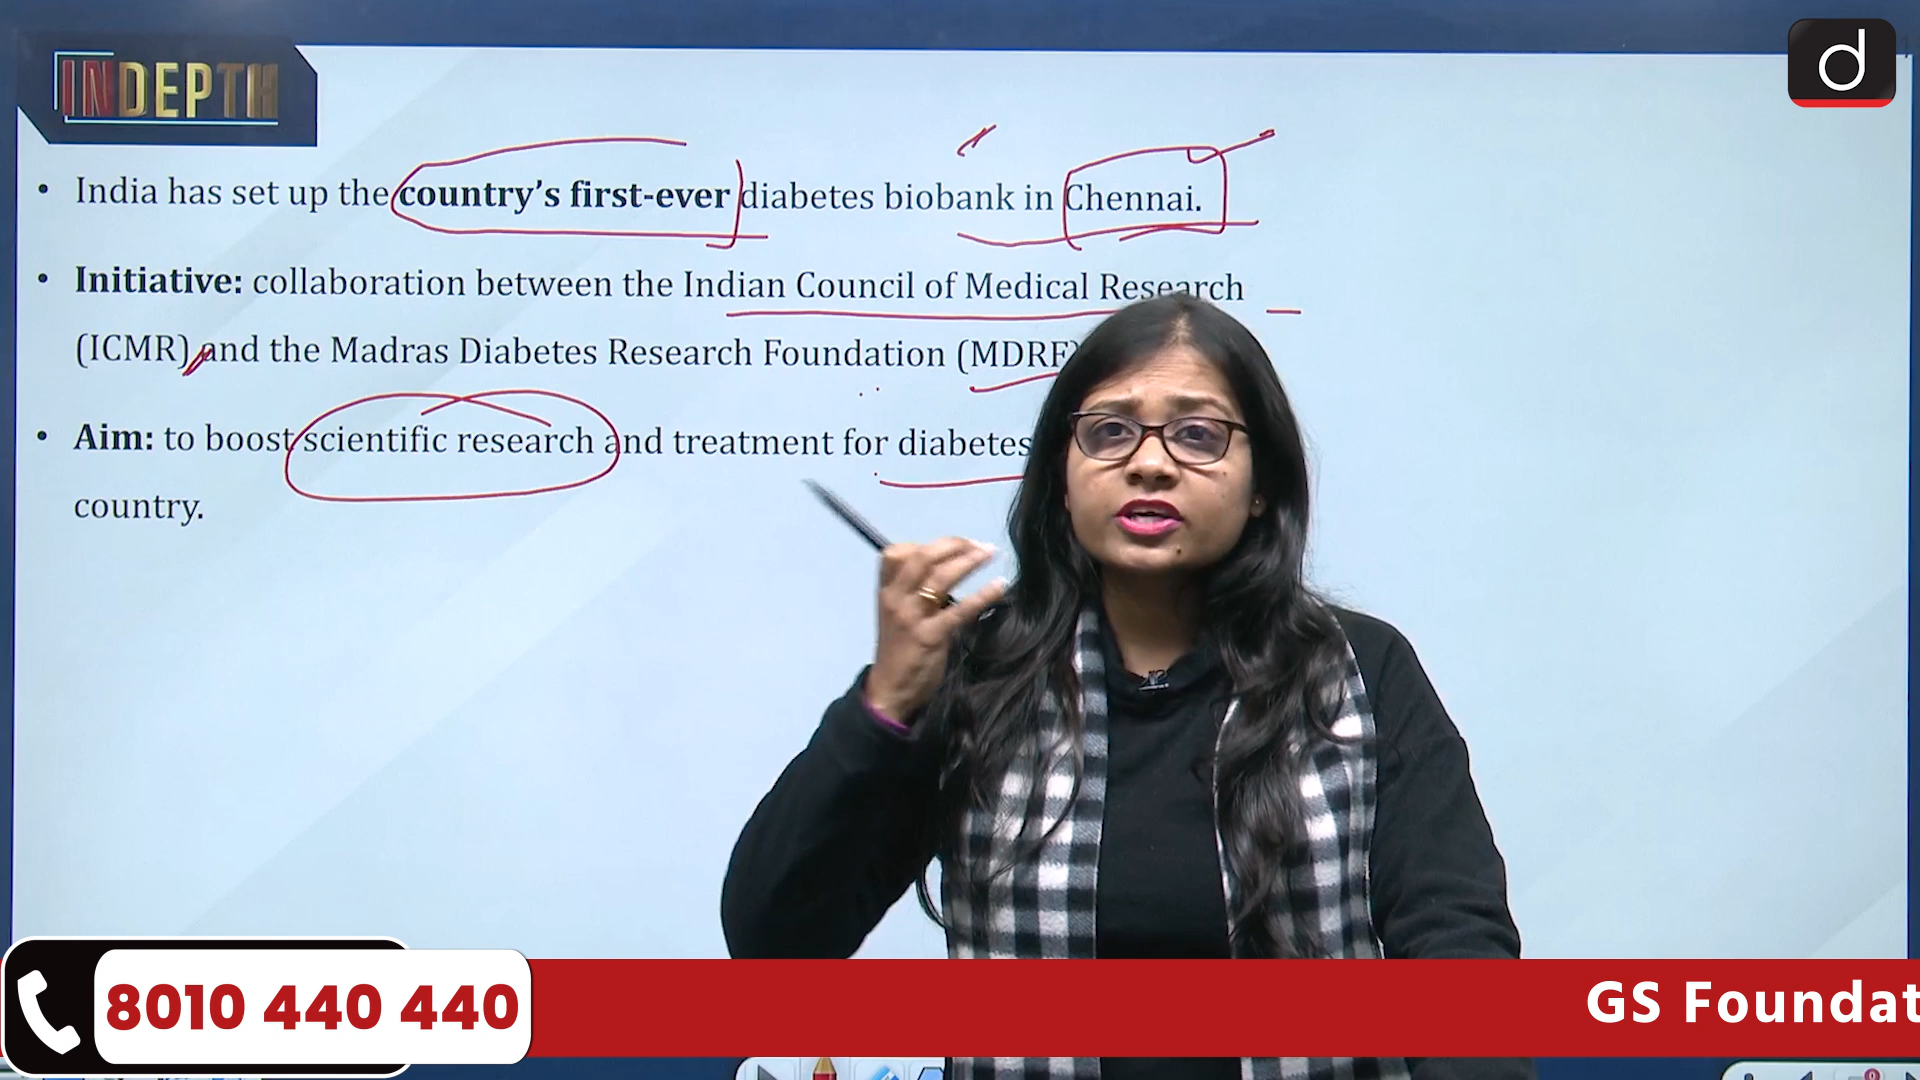 INDEPTH
d
• India has set up the country’s first-ever diabetes biobank in Chennai.
• Initiative: collaboration between the Indian Council of Medical Research
(ICMR) and the Madras Diabetes Research Foundation (MDRF)
• Aim: to boost scientific research and treatment for diabetes
country.
8010 440 440
GS Foundat